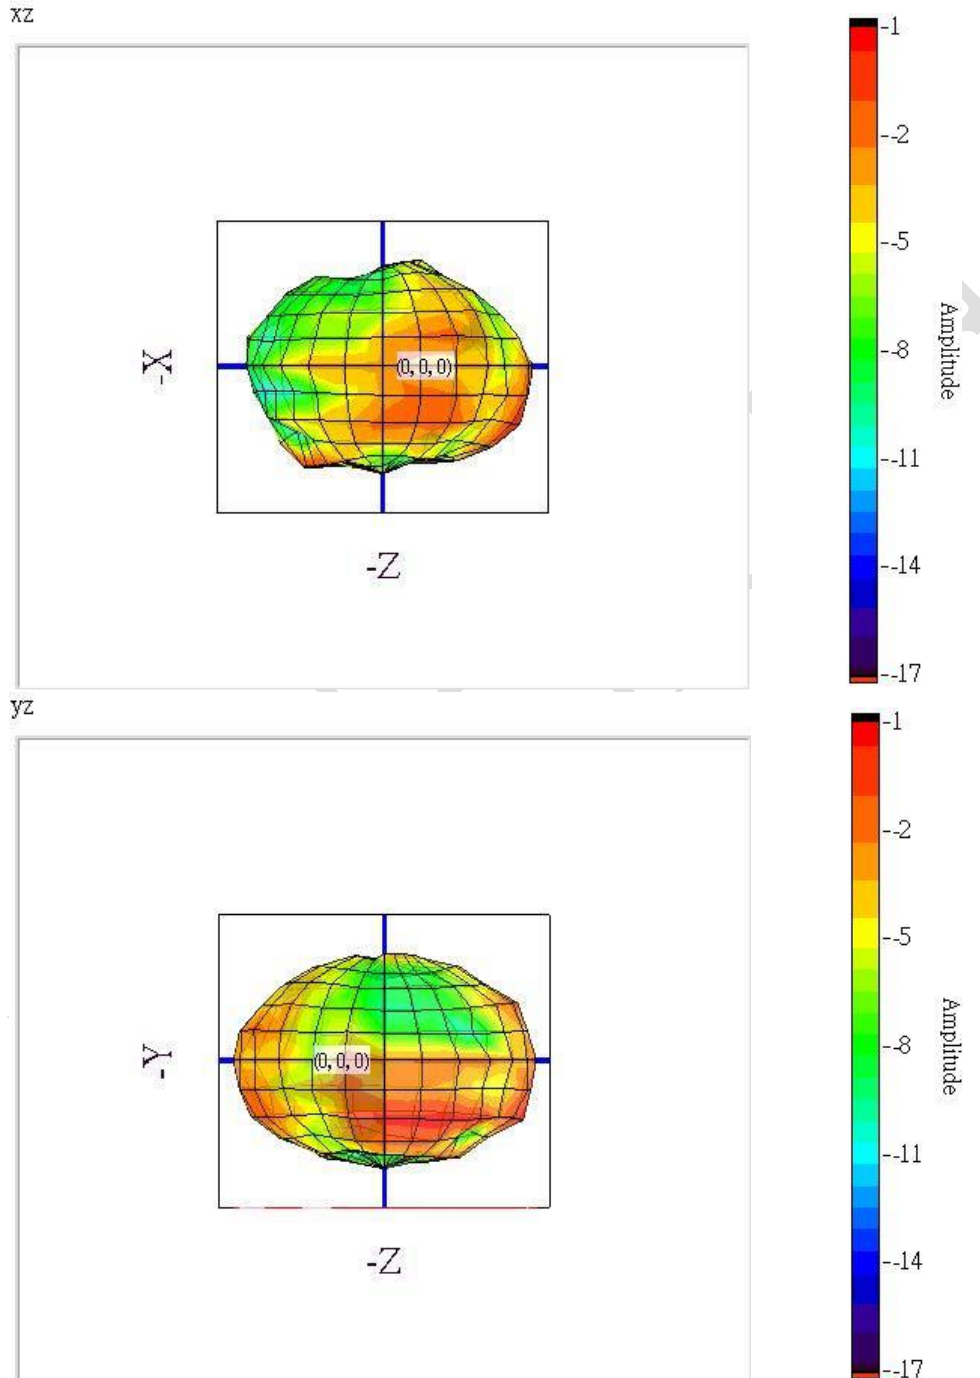 xz
-1
--2
--5
--8
--11
--14
--17
Amplitude
(0, 0, 0)
-X
-Z
yz
-1
--2
--5
--8
--11
--14
--17
Amplitude
(0, 0, 0)
-Y
-Z